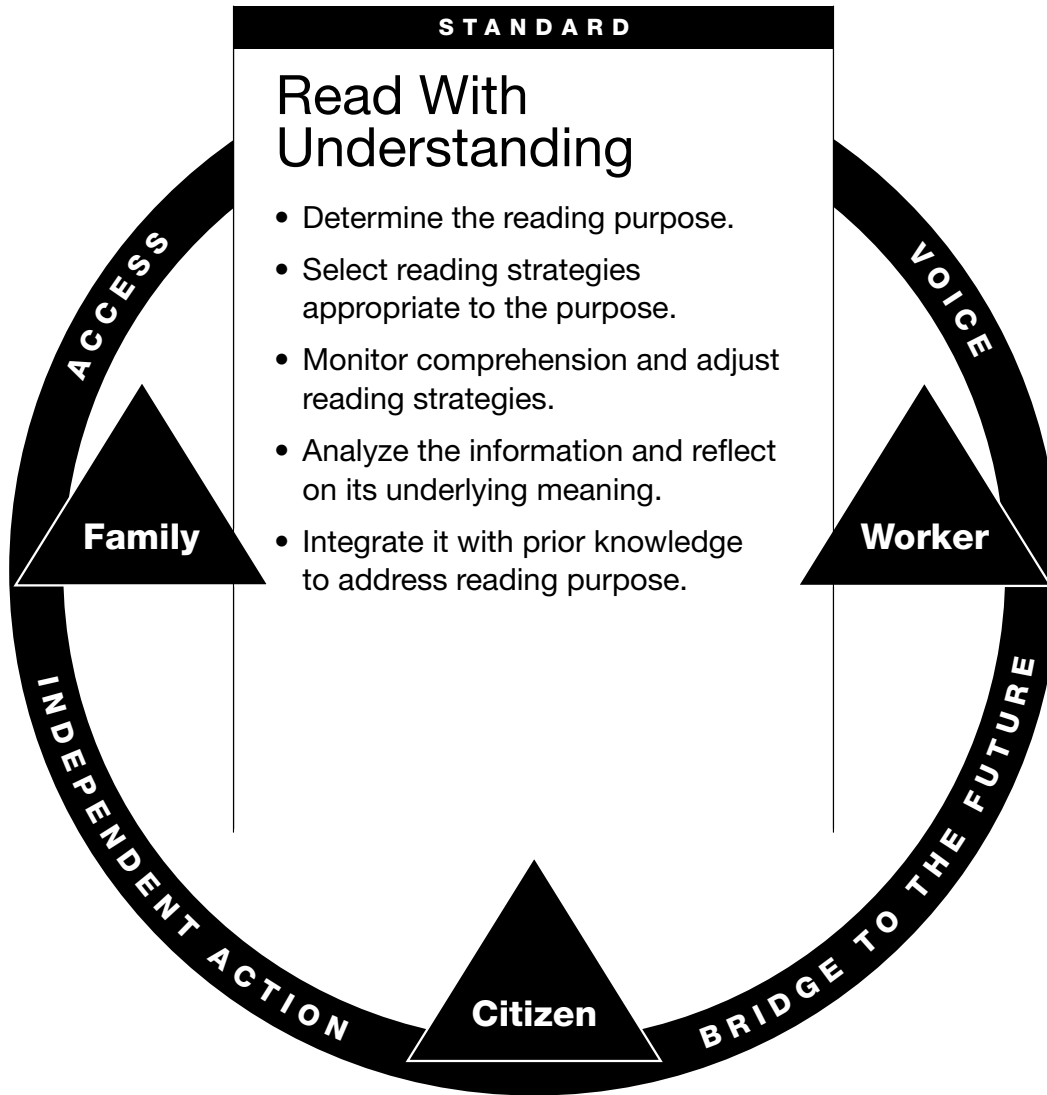 STANDARD
Read With
Understanding
• Determine the reading purpose.
• Select reading strategies
appropriate to the purpose.
• Monitor comprehension and adjust
reading strategies.
• Analyze the information and reflect
on its underlying meaning.
• Integrate it with prior knowledge
to address reading purpose.
ACCESS
VOICE
Family
Worker
INDEPENDENT ACTION
BRIDGE TO THE FUTURE
Citizen